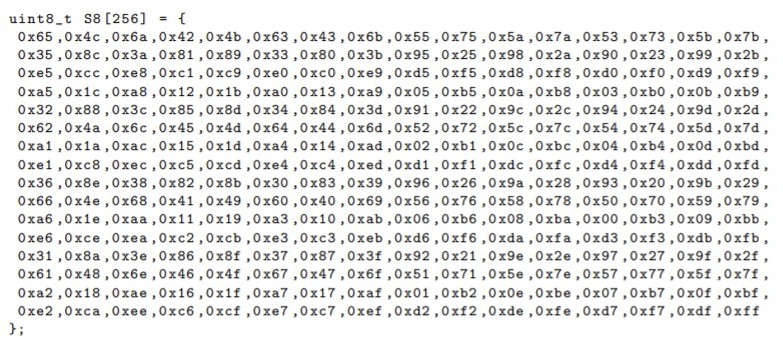 uint8_t S8[256] = {
0x65,0x4c,0x6a,0x42,0x4b,0x63,0x43,0x6b,0x55,0x75,0x5a,0x7a,0x53,0x73,0x5b,0x7b,
0x35,0x8c,0x3a,0x81,0x89,0x33,0x80,0x3b,0x95,0x25,0x98,0x2a,0x90,0x23,0x99,0x2b,
0xe5,0xcc,0xe8,0xc1,0xc9,0xe0,0xc0,0xe9,0xd5,0xf5,0xd8,0xf8,0xd0,0xf0,0xd9,0xf9,
0xa5,0x1c,0xa8,0x12,0x1b,0xa0,0x13,0xa9,0x05,0xb5,0x0a,0xb8,0x03,0xb0,0x0b,0xb9,
0x32,0x88,0x3c,0x85,0x8d,0x34,0x84,0x3d,0x91,0x22,0x9c,0x2c,0x94,0x24,0x9d,0x2d,
0x62,0x4a,0x6c,0x45,0x4d,0x64,0x44,0x6d,0x52,0x72,0x5c,0x7c,0x54,0x74,0x5d,0x7d,
0xa1,0x1a,0xac,0x15,0x1d,0xa4,0x14,0xad,0x02,0xb1,0x0c,0xbc,0x04,0xb4,0x0d,0xbd,
0xe1,0xc8,0xec,0xc5,0xcd,0xe4,0xc4,0xed,0xd1,0xf1,0xdc,0xfc,0xd4,0xf4,0xdd,0xfd,
0x36,0x8e,0x38,0x82,0x8b,0x30,0x83,0x39,0x96,0x26,0x9a,0x28,0x93,0x20,0x9b,0x29,
0x66,0x4e,0x68,0x41,0x49,0x60,0x40,0x69,0x56,0x76,0x58,0x78,0x50,0x70,0x59,0x79,
0xa6,0x1e,0xaa,0x11,0x19,0xa3,0x10,0xab,0x06,0xb6,0x08,0xba,0x00,0xb3,0x09,0xbb,
0xe6,0xce,0xea,0xc2,0xcb,0xe3,0xc3,0xeb,0xd6,0xf6,0xda,0xfa,0xd3,0xf3,0xdb,0xfb,
0x31,0x8a,0x3e,0x86,0x8f,0x37,0x87,0x3f,0x92,0x21,0x9e,0x2e,0x97,0x27,0x9f,0x2f,
0x61,0x48,0x6e,0x46,0x4f,0x67,0x47,0x6f,0x51,0x71,0x5e,0x7e,0x57,0x77,0x5f,0x7f,
0xa2,0x18,0xae,0x16,0x1f,0xa7,0x17,0xaf,0x01,0xb2,0x0e,0xbe,0x07,0xb7,0x0f,0xbf,
0xe2,0xca,0xee,0xc6,0xcf,0xe7,0xc7,0xef,0xd2,0xf2,0xde,0xfe,0xd7,0xf7,0xdf,0xff
};